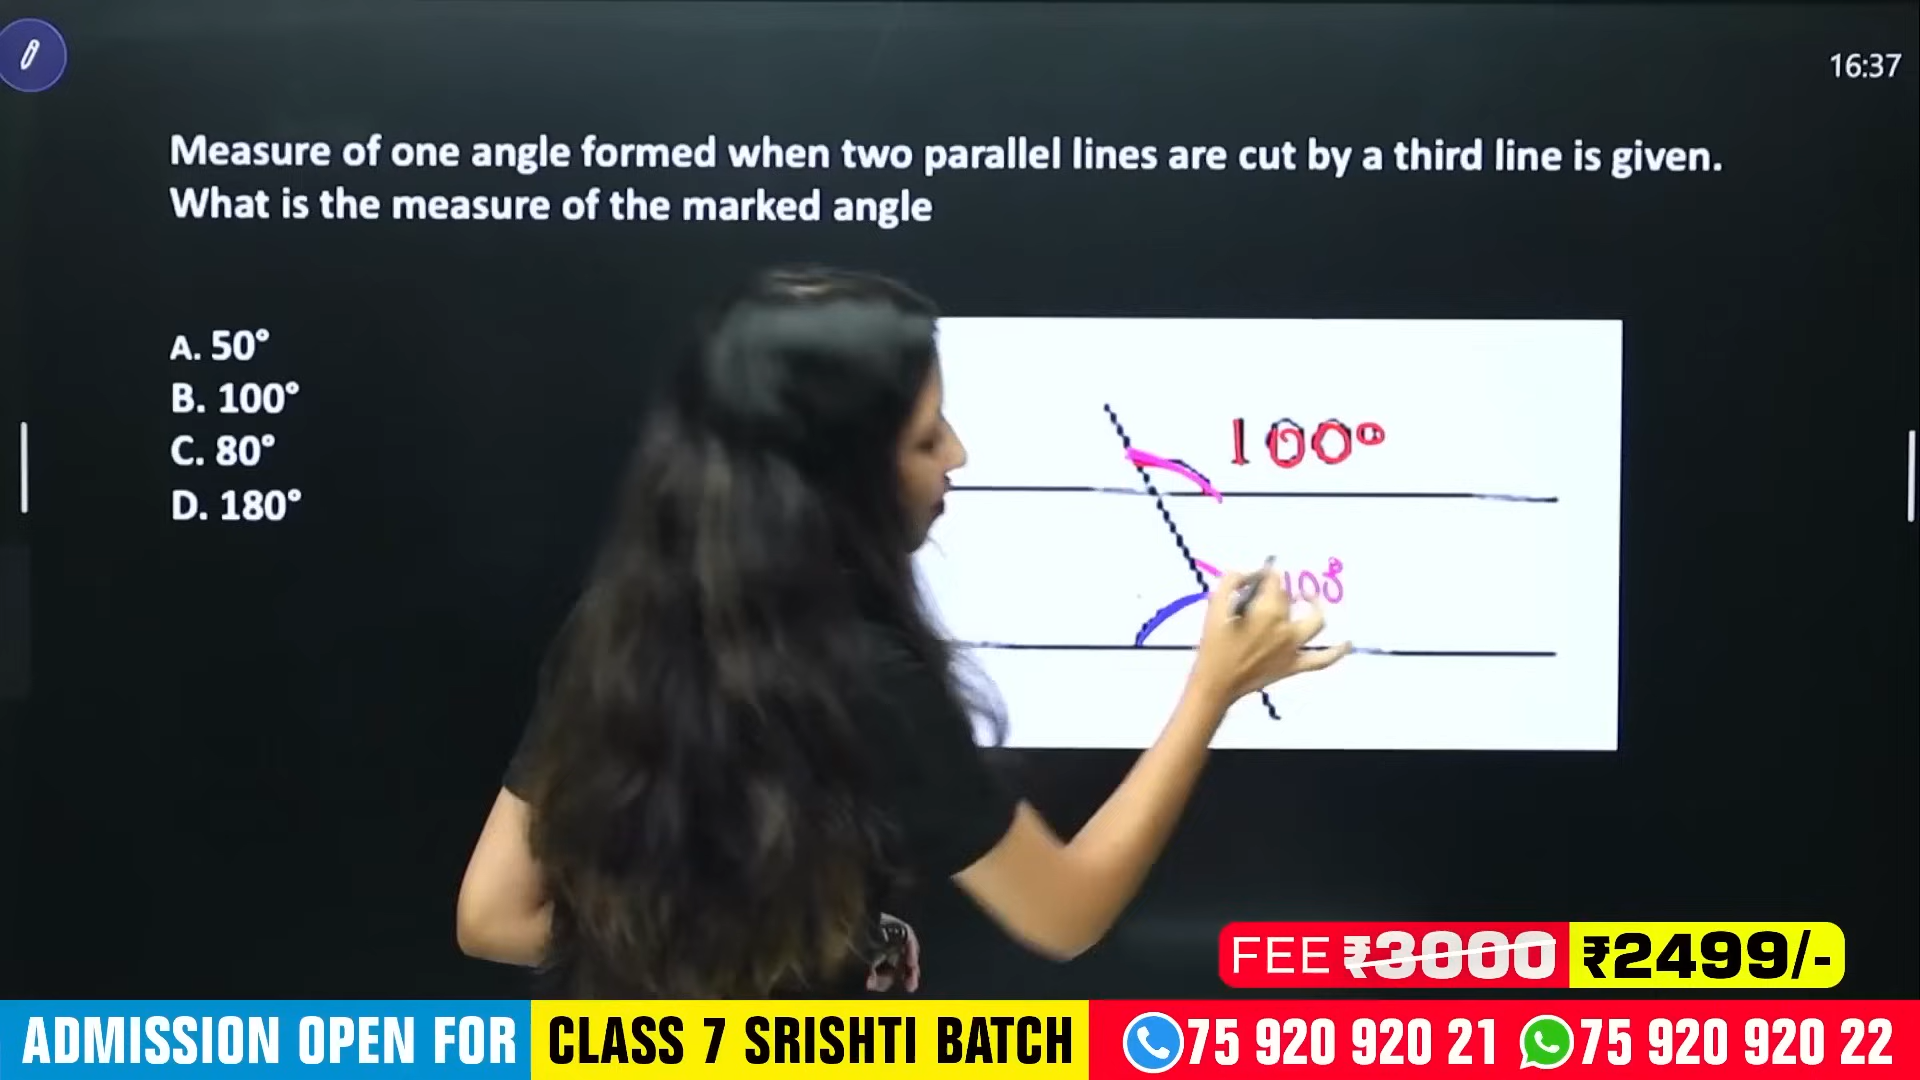 16:37
Measure of one angle formed when two parallel lines are cut by a third line is given.
What is the measure of the marked angle
A. 50°
B. 100°
C. 80°
D. 180°
100°
100°
FEE ₹3000 ₹2499/-
ADMISSION OPEN FOR CLASS 7 SRISHTI BATCH 75 920 920 21 75 920 920 22